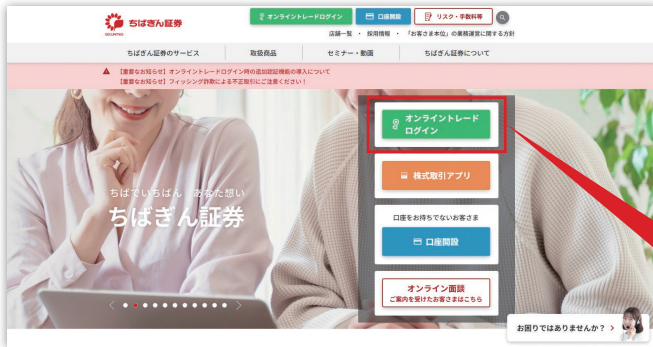 ちばぎん証券
SECURITIES
オンライントレードログイン
口座開設
リスク・手数料等
店舗一覧 ・ 採用情報 ・ 「お客さま本位」の業務運営に関する方針
ちばぎん証券のサービス
取扱商品
セミナー・動画
ちばぎん証券について
【重要なお知らせ】オンライントレードログイン時の追加認証機能の導入について
【重要なお知らせ】フィッシング詐欺による不正取引にご注意ください!
オンライントレード
ログイン
株式取引アプリ
ちばでいちばん あなた想い
ちばぎん証券
口座をお持ちでないお客さま
口座開設
オンライン面談
ご案内を受けたお客さまはこちら
お困りではありませんか?